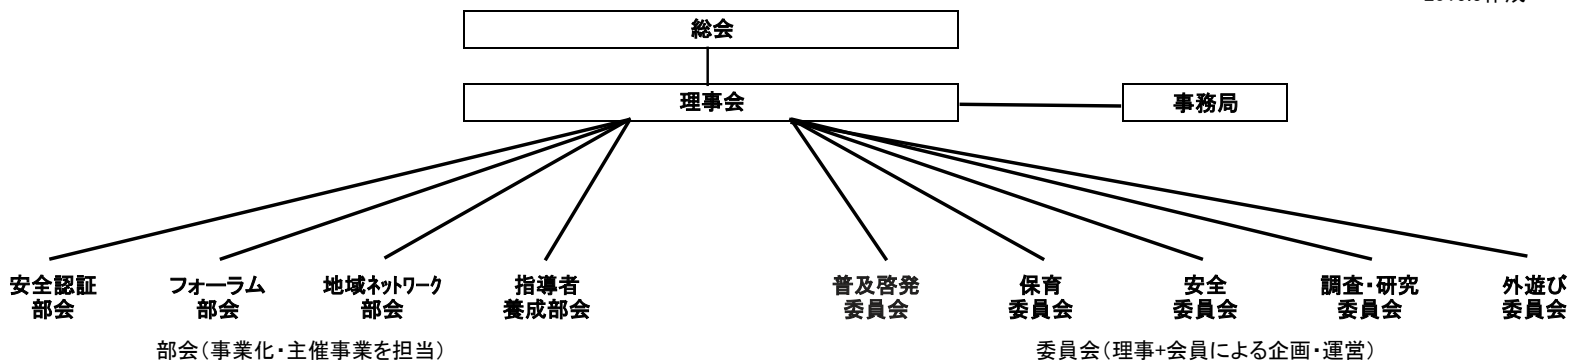 総会
理事会
事務局
安全認証
部会
フォーラム
部会
地域ネットワーク
部会
指導者
養成部会
普及啓発
委員会
保育
委員会
安全
委員会
調査・研究
委員会
外遊び
委員会
部会（事業化・主催事業を担当）
委員会（理事+会員による企画・運営）